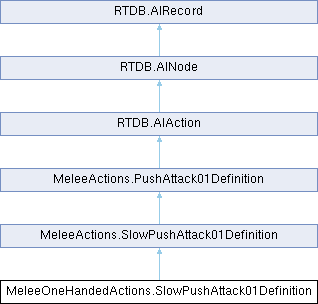 RTDB.AIRecord
RTDB.AINode
RTDB.AIAction
MeleeActions.PushAttack01Definition
MeleeActions.SlowPushAttack01Definition
MeleeOneHandedActions.SlowPushAttack01Definition